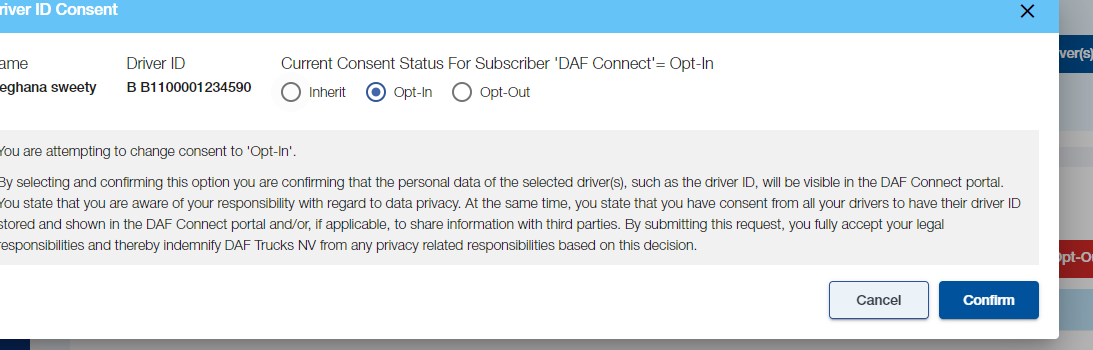 river ID Consent
ver(s)
ame
Driver ID
Current Consent Status For Subscriber 'DAF Connect'= Opt-In
eghana sweety
B B1100001234590
Inherit
Opt-In
Opt-Out
You are attempting to change consent to 'Opt-In'.
By selecting and confirming this option you are confirming that the personal data of the selected driver(s), such as the driver ID, will be visible in the DAF Connect portal.
You state that you are aware of your responsibility with regard to data privacy. At the same time, you state that you have consent from all your drivers to have their driver ID
stored and shown in the DAF Connect portal and/or, if applicable, to share information with third parties. By submitting this request, you fully accept your legal
responsibilities and thereby indemnify DAF Trucks NV from any privacy related responsibilities based on this decision.
pt-O
Cancel
Confirm